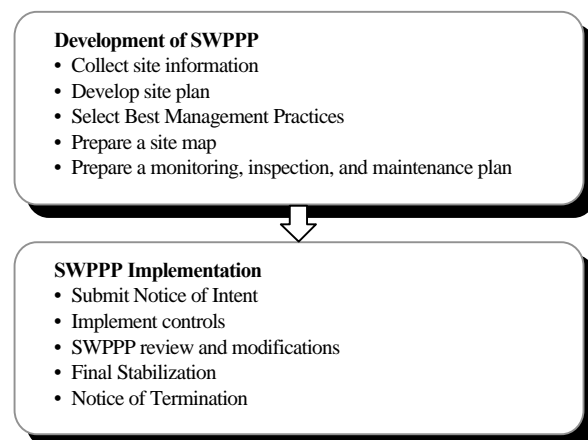 Development of SWPPP
• Collect site information
• Develop site plan
• Select Best Management Practices
• Prepare a site map
• Prepare a monitoring, inspection, and maintenance plan
SWPPP Implementation
• Submit Notice of Intent
• Implement controls
• SWPPP review and modifications
• Final Stabilization
• Notice of Termination